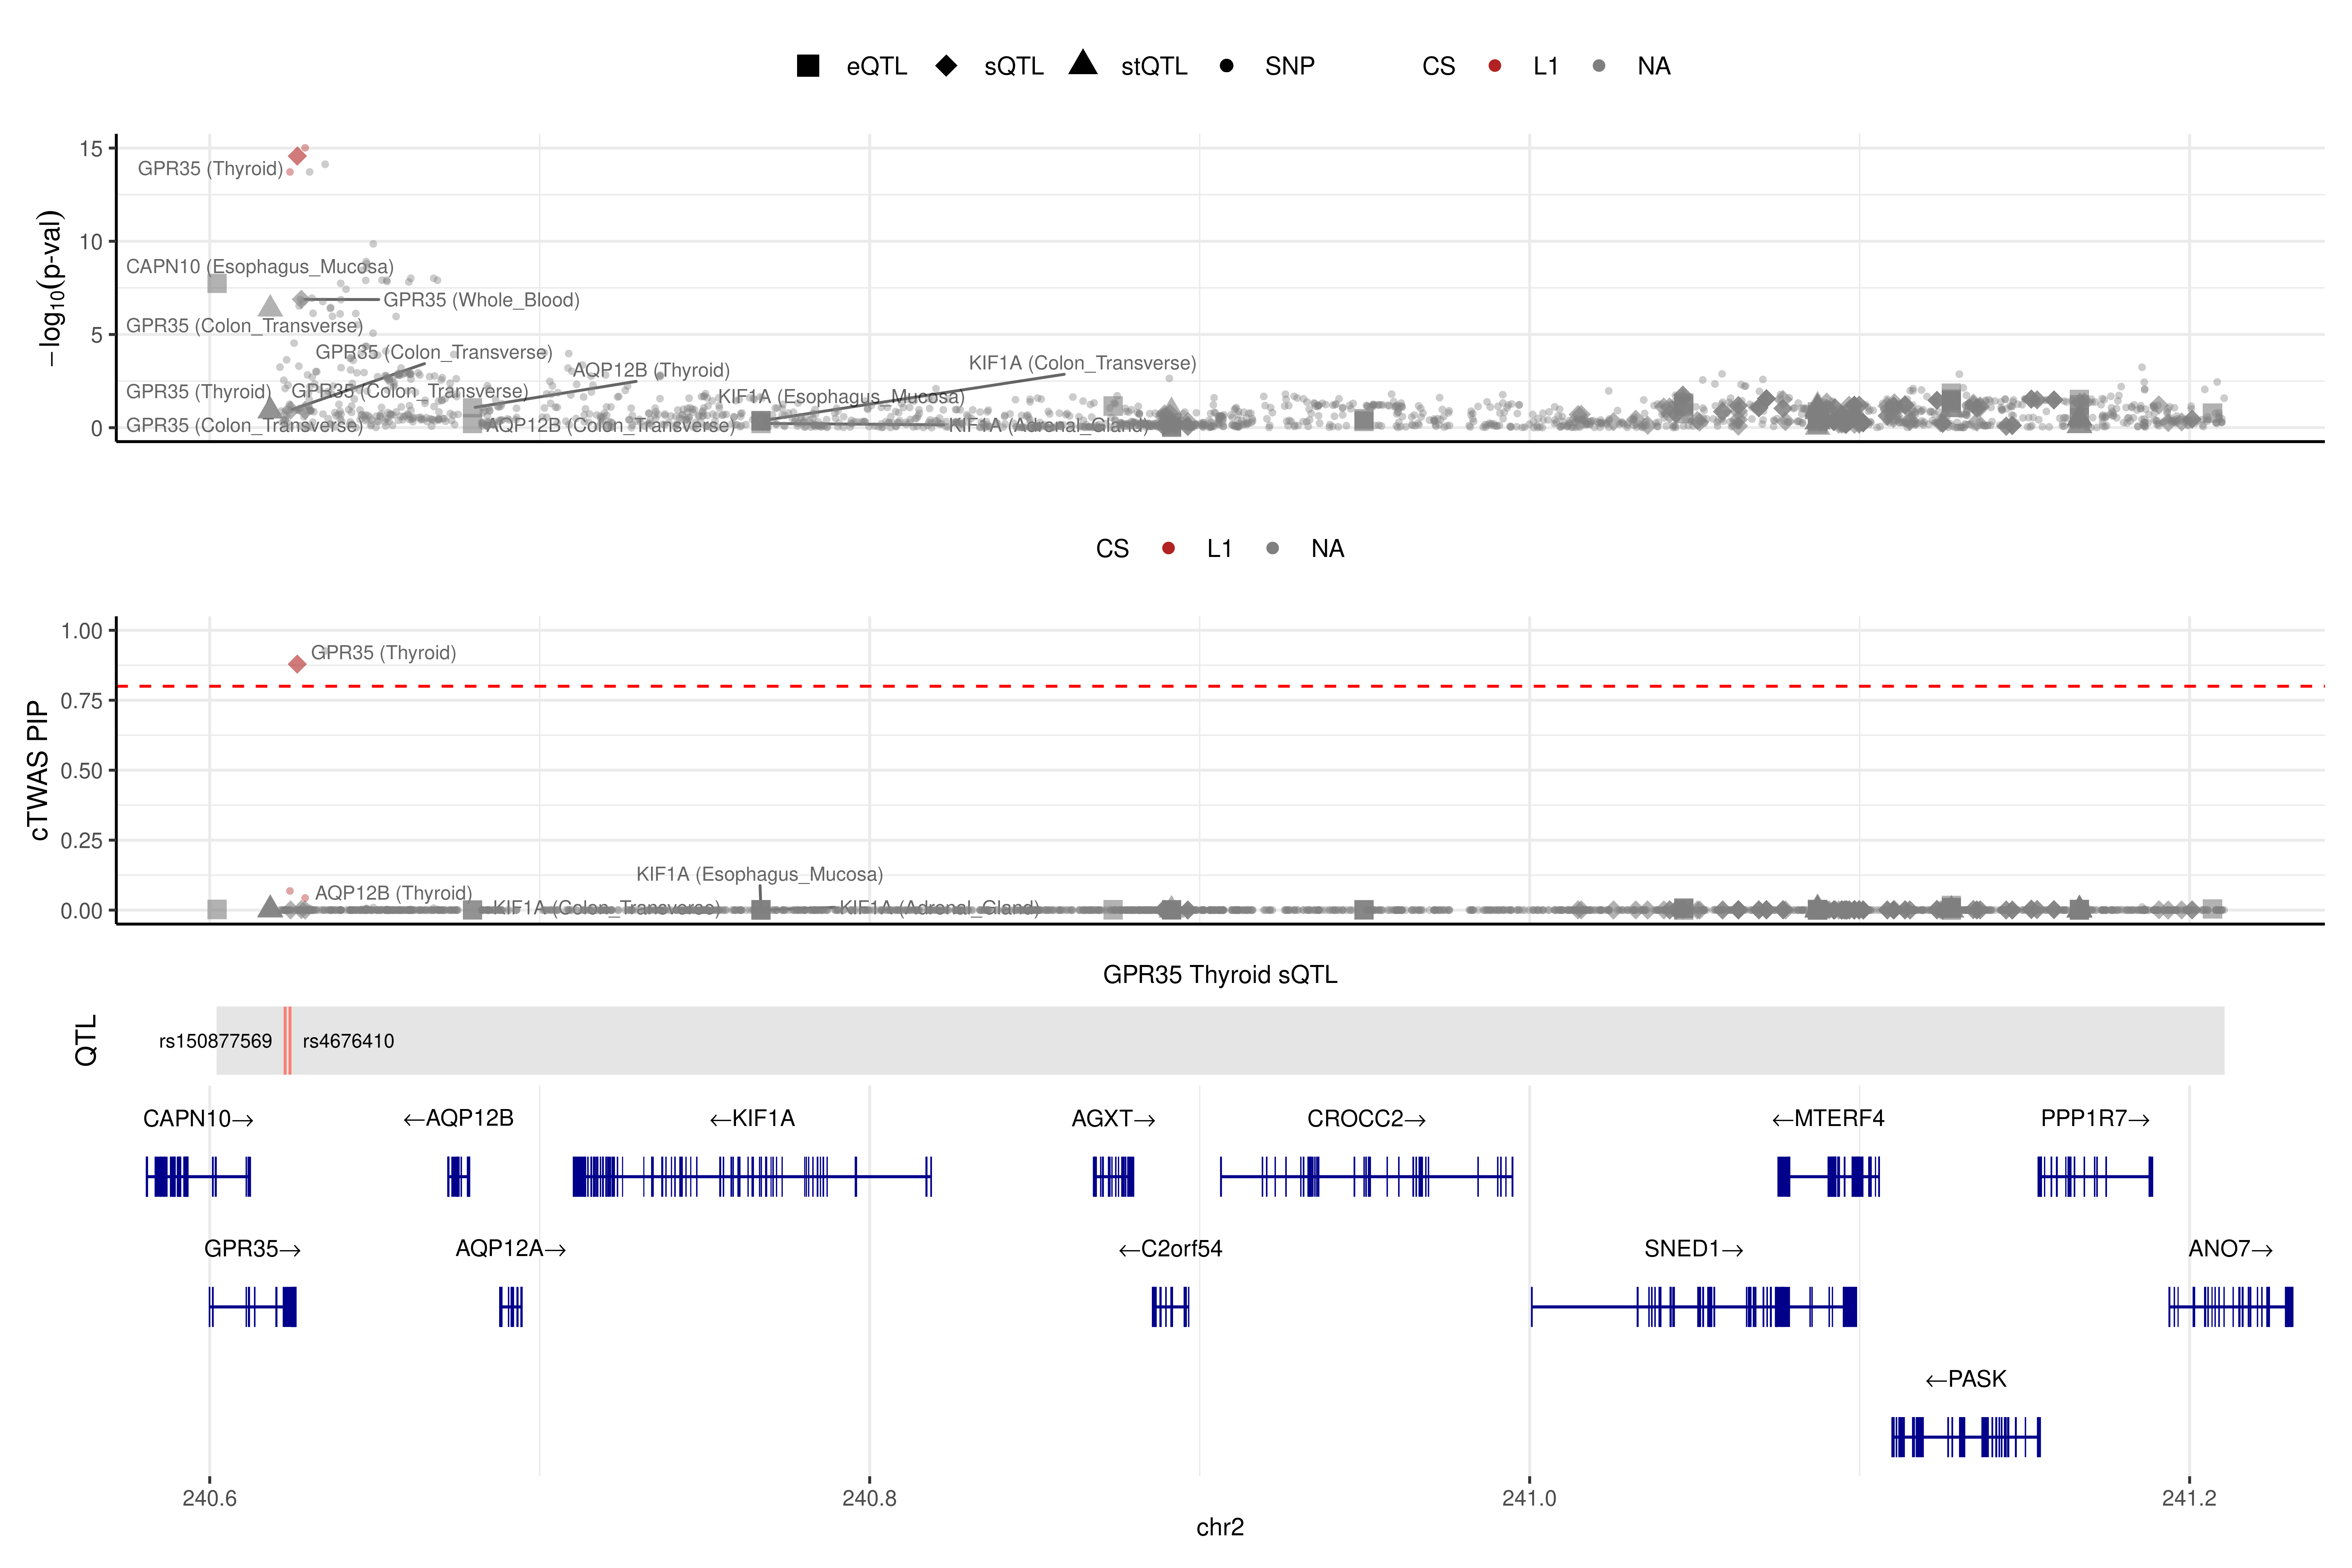 eQTL sQTL stQTL SNP CS L1 NA
15
10
5
0
−log10(p-val)
GPR35 (Thyroid)
CAPN10 (Esophagus_Mucosa)
GPR35 (Whole_Blood)
GPR35 (Colon_Transverse)
GPR35 (Colon_Transverse)
KIF1A (Colon_Transverse)
AQP12B (Thyroid)
GPR35 (Thyroid)
GPR35 (Colon_Transverse)
KIF1A (Esophagus_Mucosa)
GPR35 (Colon_Transverse)
AQP12B (Colon_Transverse)
KIF1A (Adrenal_Gland)
CS L1 NA
1.00
0.75
0.50
0.25
0.00
cTWAS PIP
GPR35 (Thyroid)
KIF1A (Esophagus_Mucosa)
AQP12B (Thyroid)
KIF1A (Colon_Transverse)
KIF1A (Adrenal_Gland)
GPR35 Thyroid sQTL
QTL
rs150877569 rs4676410
CAPN10→ ←AQP12B ←KIF1A AGXT→ CROCC2→ ←MTERF4 PPP1R7→
GPR35→ AQP12A→ ←C2orf54 SNED1→ ANO7→
←PASK
240.6 240.8 241.0 241.2
chr2